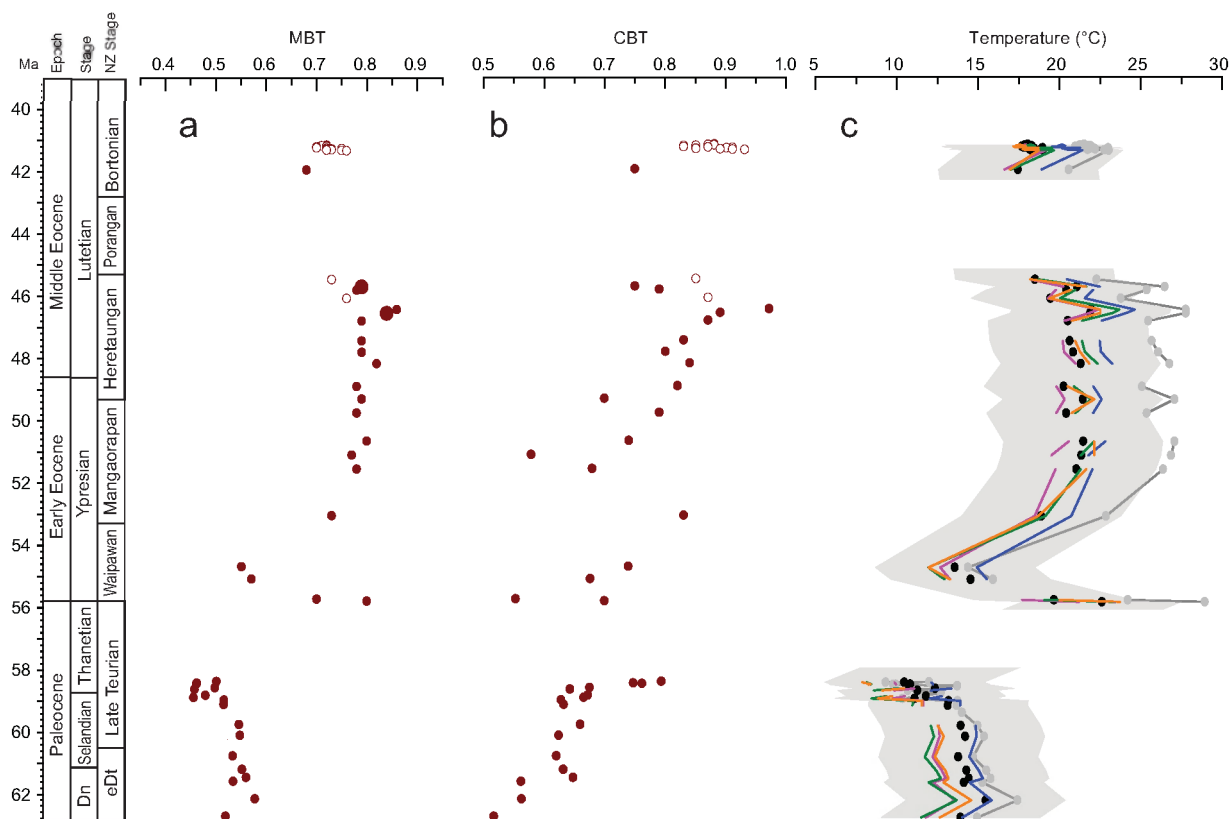 MBT CBT Temperature (°C)
Ma Epoch Stage NZ Stage
0.4 0.5 0.6 0.7 0.8 0.9 0.5 0.6 0.7 0.8 0.9 1.0 5 10 15 20 25 30
a b c
40
42
44
46
48
50
52
54
56
58
60
62
Middle Eocene
Early Eocene
Paleocene
Lutetian
Ypresian
Thanetian
Selandian
Dn
Bortonian
Porangan
Heretaungan
Mangaorapan
Waipawan
Late Teurian
eDt